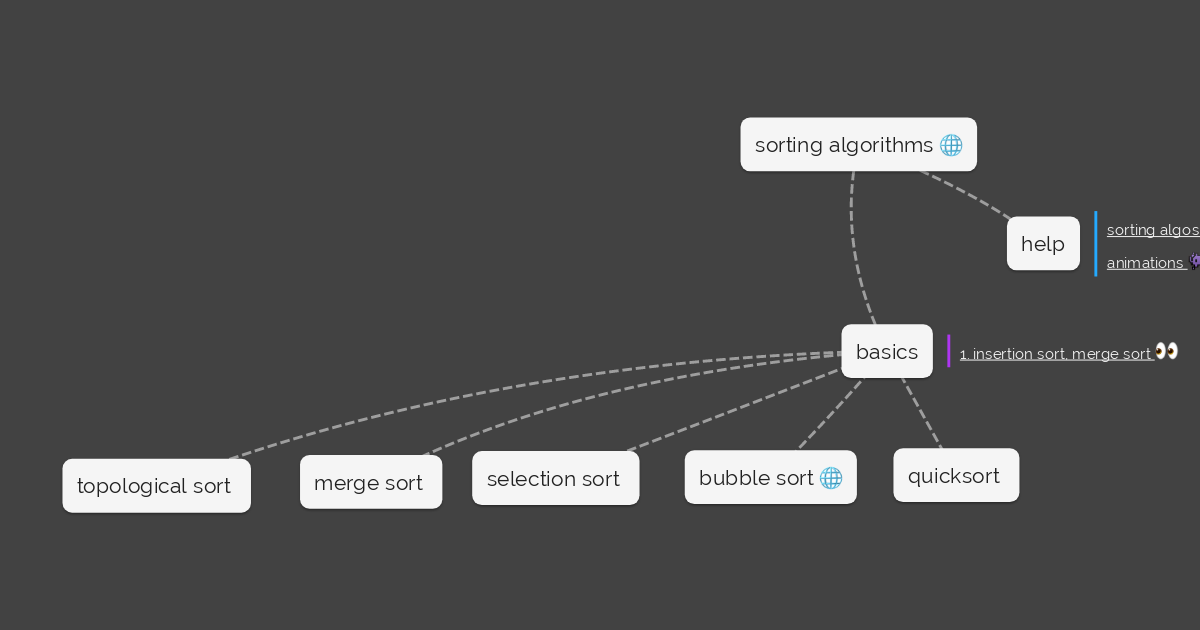 sorting algorithms 🌐
help
sorting algos
animations
basics
1. insertion sort, merge sort 👀
topological sort
merge sort
selection sort
bubble sort 🌐
quicksort